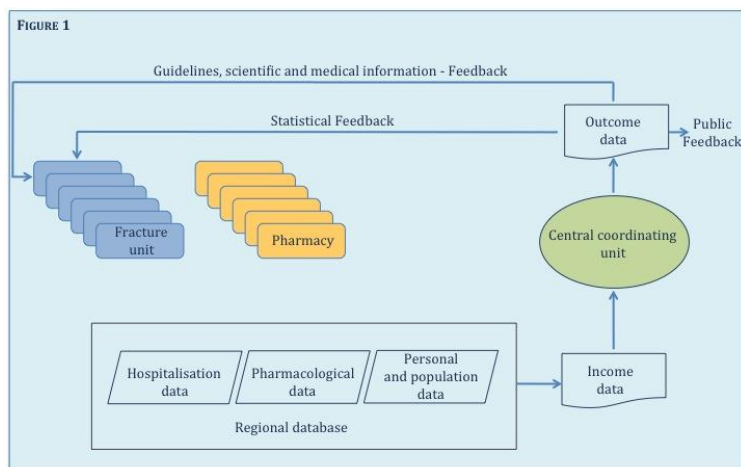 FIGURE 1
Guidelines, scientific and medical information - Feedback
Statistical Feedback
Outcome
data
Public
Feedback
Fracture
unit
Pharmacy
Central coordinating
unit
Hospitalisation
data
Pharmacological
data
Personal
and population
data
Regional database
Income
data